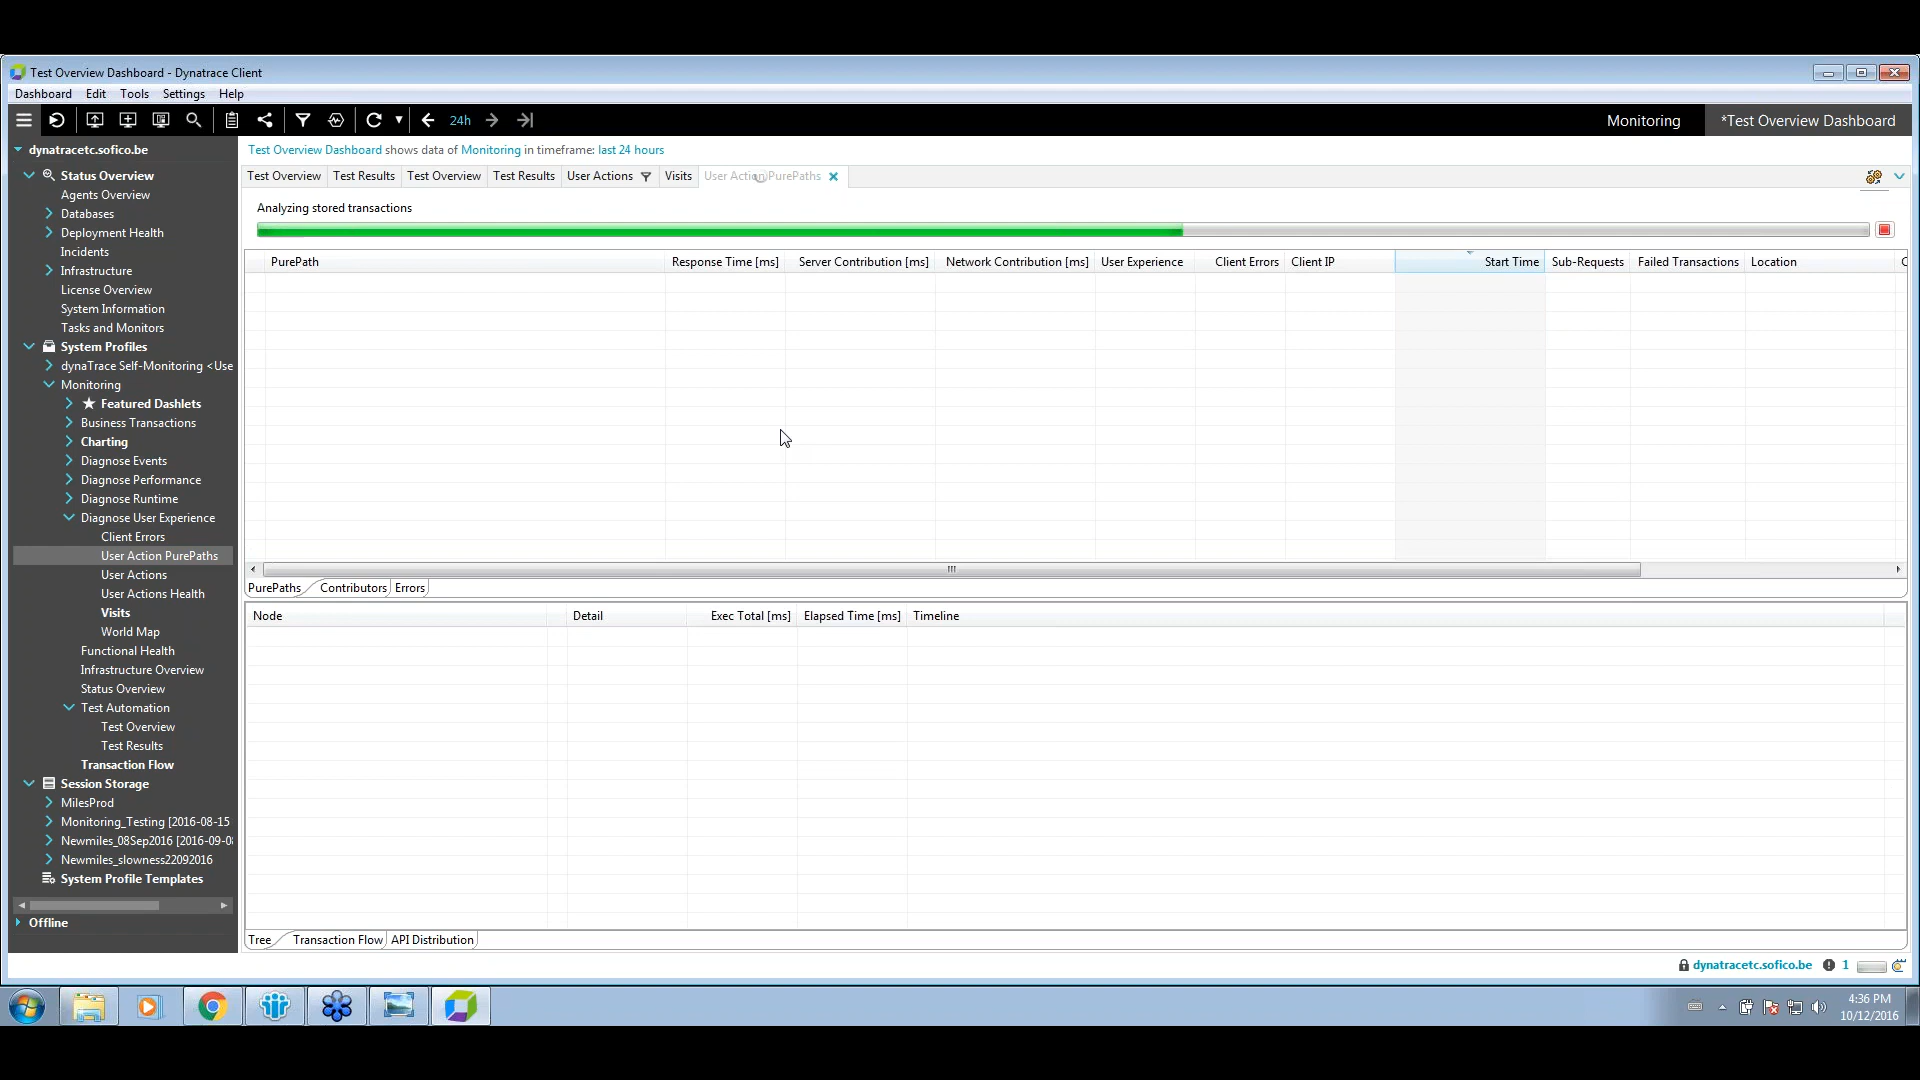 Test Overview Dashboard - Dynatrace Client
Dashboard Edit Tools Settings Help
24h
Monitoring
*Test Overview Dashboard
dynatracetc.sofico.be
Test Overview Dashboard shows data of Monitoring in timeframe: last 24 hours
Status Overview
Agents Overview
Databases
Deployment Health
Incidents
Infrastructure
License Overview
System Information
Tasks and Monitors
System Profiles
dynaTrace Self-Monitoring <Use
Monitoring
Featured Dashlets
Business Transactions
Charting
Diagnose Events
Diagnose Performance
Diagnose Runtime
Diagnose User Experience
Client Errors
User Action PurePaths
User Actions
User Actions Health
Visits
World Map
Functional Health
Infrastructure Overview
Status Overview
Test Automation
Test Overview
Test Results
Transaction Flow
Session Storage
MilesProd
Monitoring_Testing [2016-08-15
Newmiles_08Sep2016 [2016-09-0
Newmiles_slowness22092016
System Profile Templates
Offline
Test Overview Test Results Test Overview Test Results User Actions Visits User Action PurePaths
Analyzing stored transactions
PurePath Response Time [ms] Server Contribution [ms] Network Contribution [ms] User Experience Client Errors Client IP Start Time Sub-Requests Failed Transactions Location
PurePaths Contributors Errors
Node Detail Exec Total [ms] Elapsed Time [ms] Timeline
Tree Transaction Flow API Distribution
dynatracetc.sofico.be 1
4:36 PM
10/12/2016